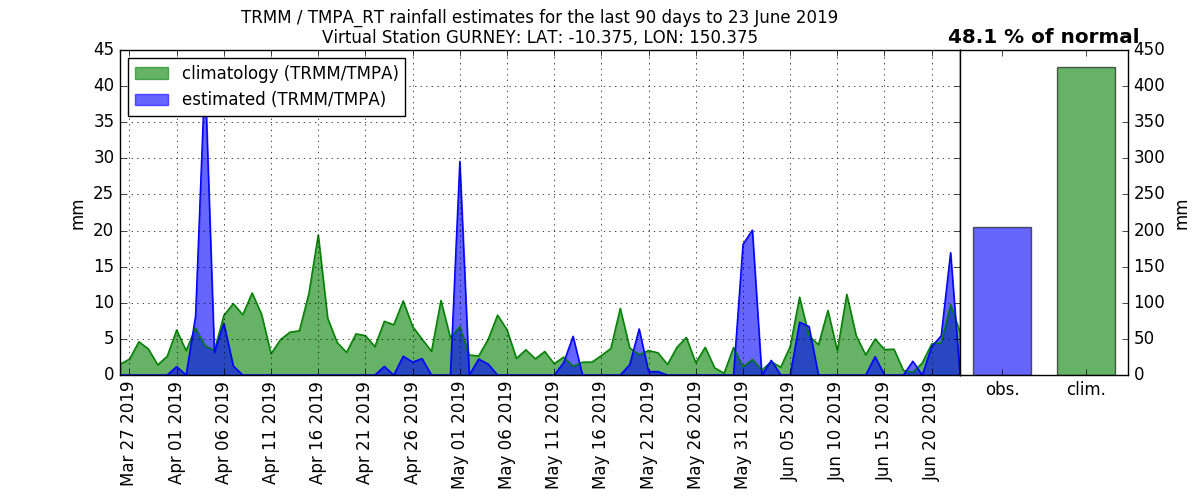 TRMM / TMPA_RT rainfall estimates for the last 90 days to 23 June 2019
Virtual Station GURNEY: LAT: -10.375, LON: 150.375
48.1 % of normal
climatology (TRMM/TMPA)
estimated (TRMM/TMPA)
45
40
35
30
25
20
15
10
5
0
mm
Mar 27 2019
Apr 01 2019
Apr 06 2019
Apr 11 2019
Apr 16 2019
Apr 21 2019
Apr 26 2019
May 01 2019
May 06 2019
May 11 2019
May 16 2019
May 21 2019
May 26 2019
May 31 2019
Jun 05 2019
Jun 10 2019
Jun 15 2019
Jun 20 2019
obs.
clim.
450
400
350
300
250
200
150
100
50
0
mm